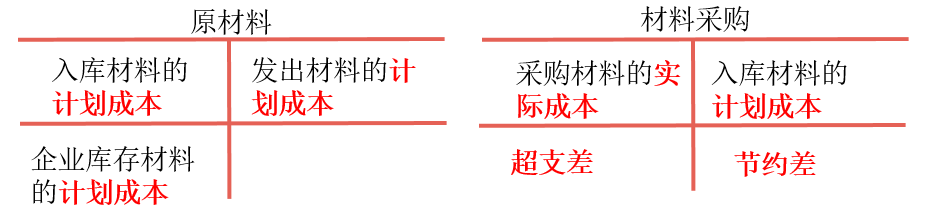 原材料
入库材料的
计划成本
发出材料的计
划成本
企业库存材料
的计划成本
材料采购
采购材料的实
际成本
入库材料的
计划成本
超支差
节约差